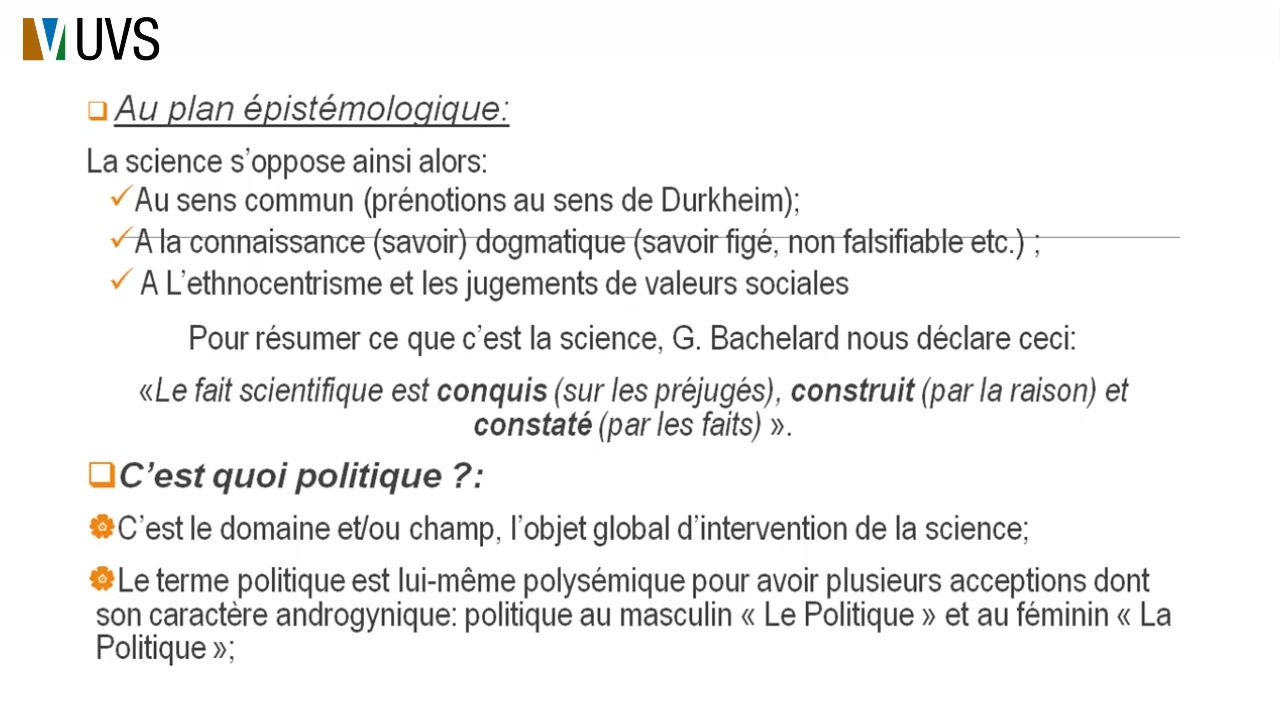 UVS
Au plan épistémologique:
La science s’oppose ainsi alors:
Au sens commun (prénotions au sens de Durkheim);
A la connaissance (savoir) dogmatique (savoir figé, non falsifiable etc.) ;
A L’ethnocentrisme et les jugements de valeurs sociales
Pour résumer ce que c’est la science, G. Bachelard nous déclare ceci:
«Le fait scientifique est conquis (sur les préjugés), construit (par la raison) et
constaté (par les faits) ».
C’est quoi politique ?:
C’est le domaine et/ou champ, l’objet global d’intervention de la science;
Le terme politique est lui-même polysémique pour avoir plusieurs acceptions dont
son caractère androgynique: politique au masculin « Le Politique » et au féminin « La
Politique »;